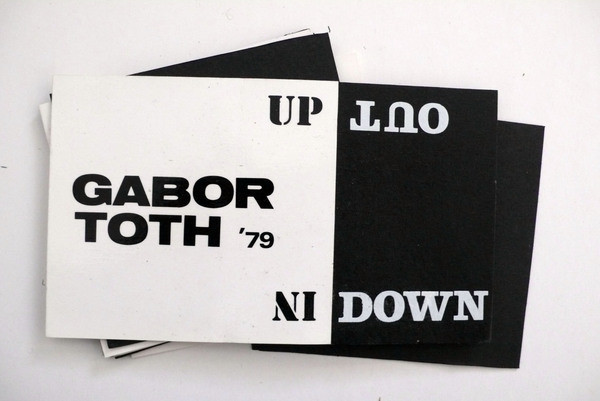 UP
OUT
GABOR
TOTH '79
IN
DOWN